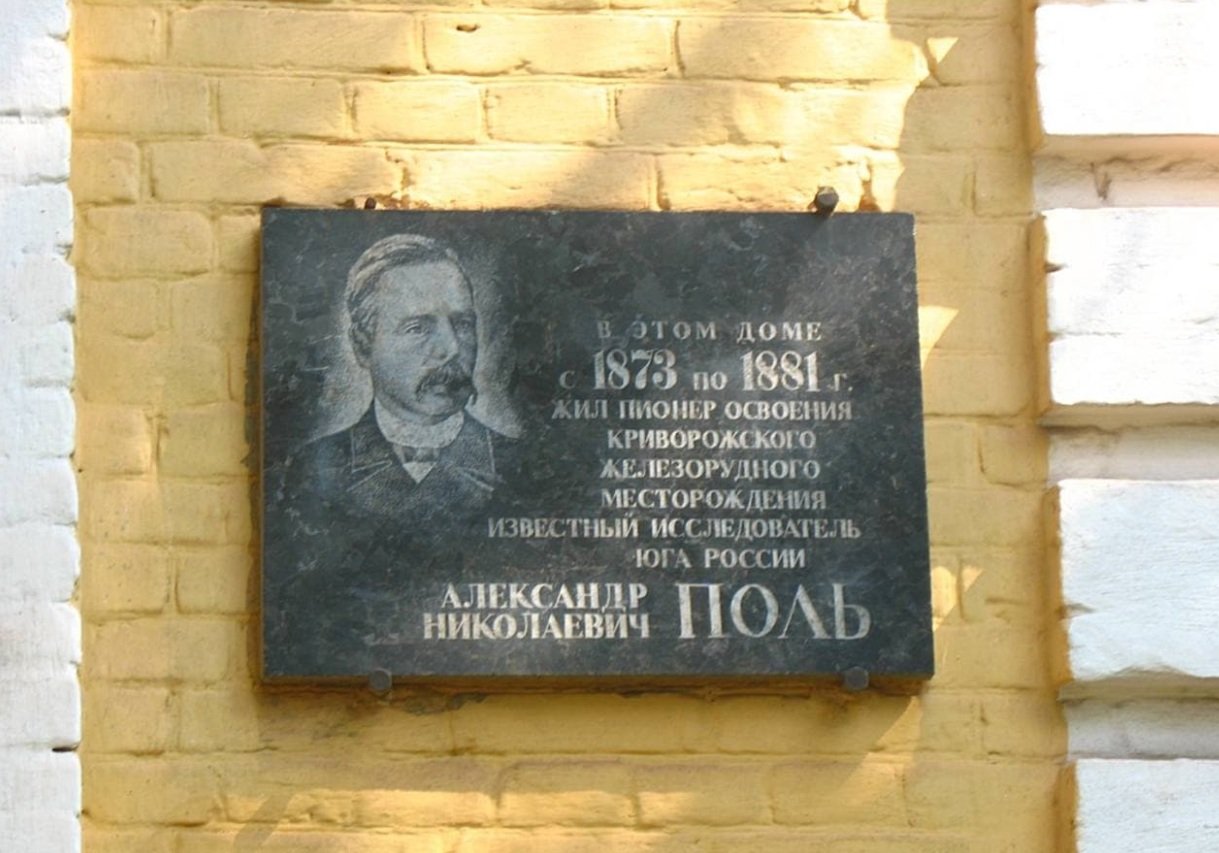 В ЭТОМ ДОМЕ
С 1873 ПО 1881 Г.
ЖИЛ ПИОНЕР ОСВОЕНИЯ
КРИВОРОЖСКОГО
ЖЕЛЕЗОРУДНОГО
МЕСТОРОЖДЕНИЯ
ИЗВЕСТНЫЙ ИССЛЕДОВАТЕЛЬ
ЮГА РОССИИ
АЛЕКСАНДР
НИКОЛАЕВИЧ ПОЛЬ